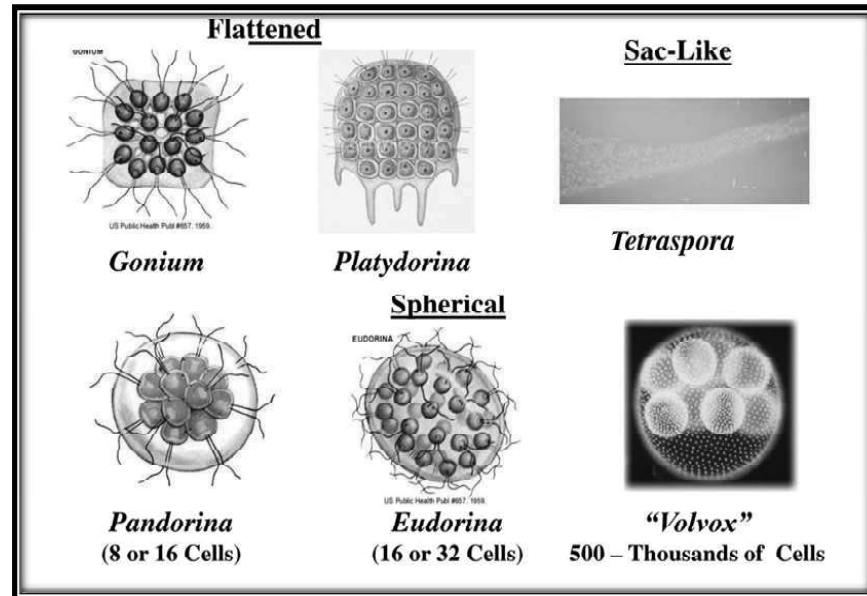 Flattened
GONIUM
Sac-Like
US Public Health Publ #657. 1959.
Gonium
Platydorina
Tetraspora
Spherical
EUDORINA
US Public Health Publ #657. 1959.
Pandorina
(8 or 16 Cells)
Eudorina
(16 or 32 Cells)
“Volvox”
500 – Thousands of Cells